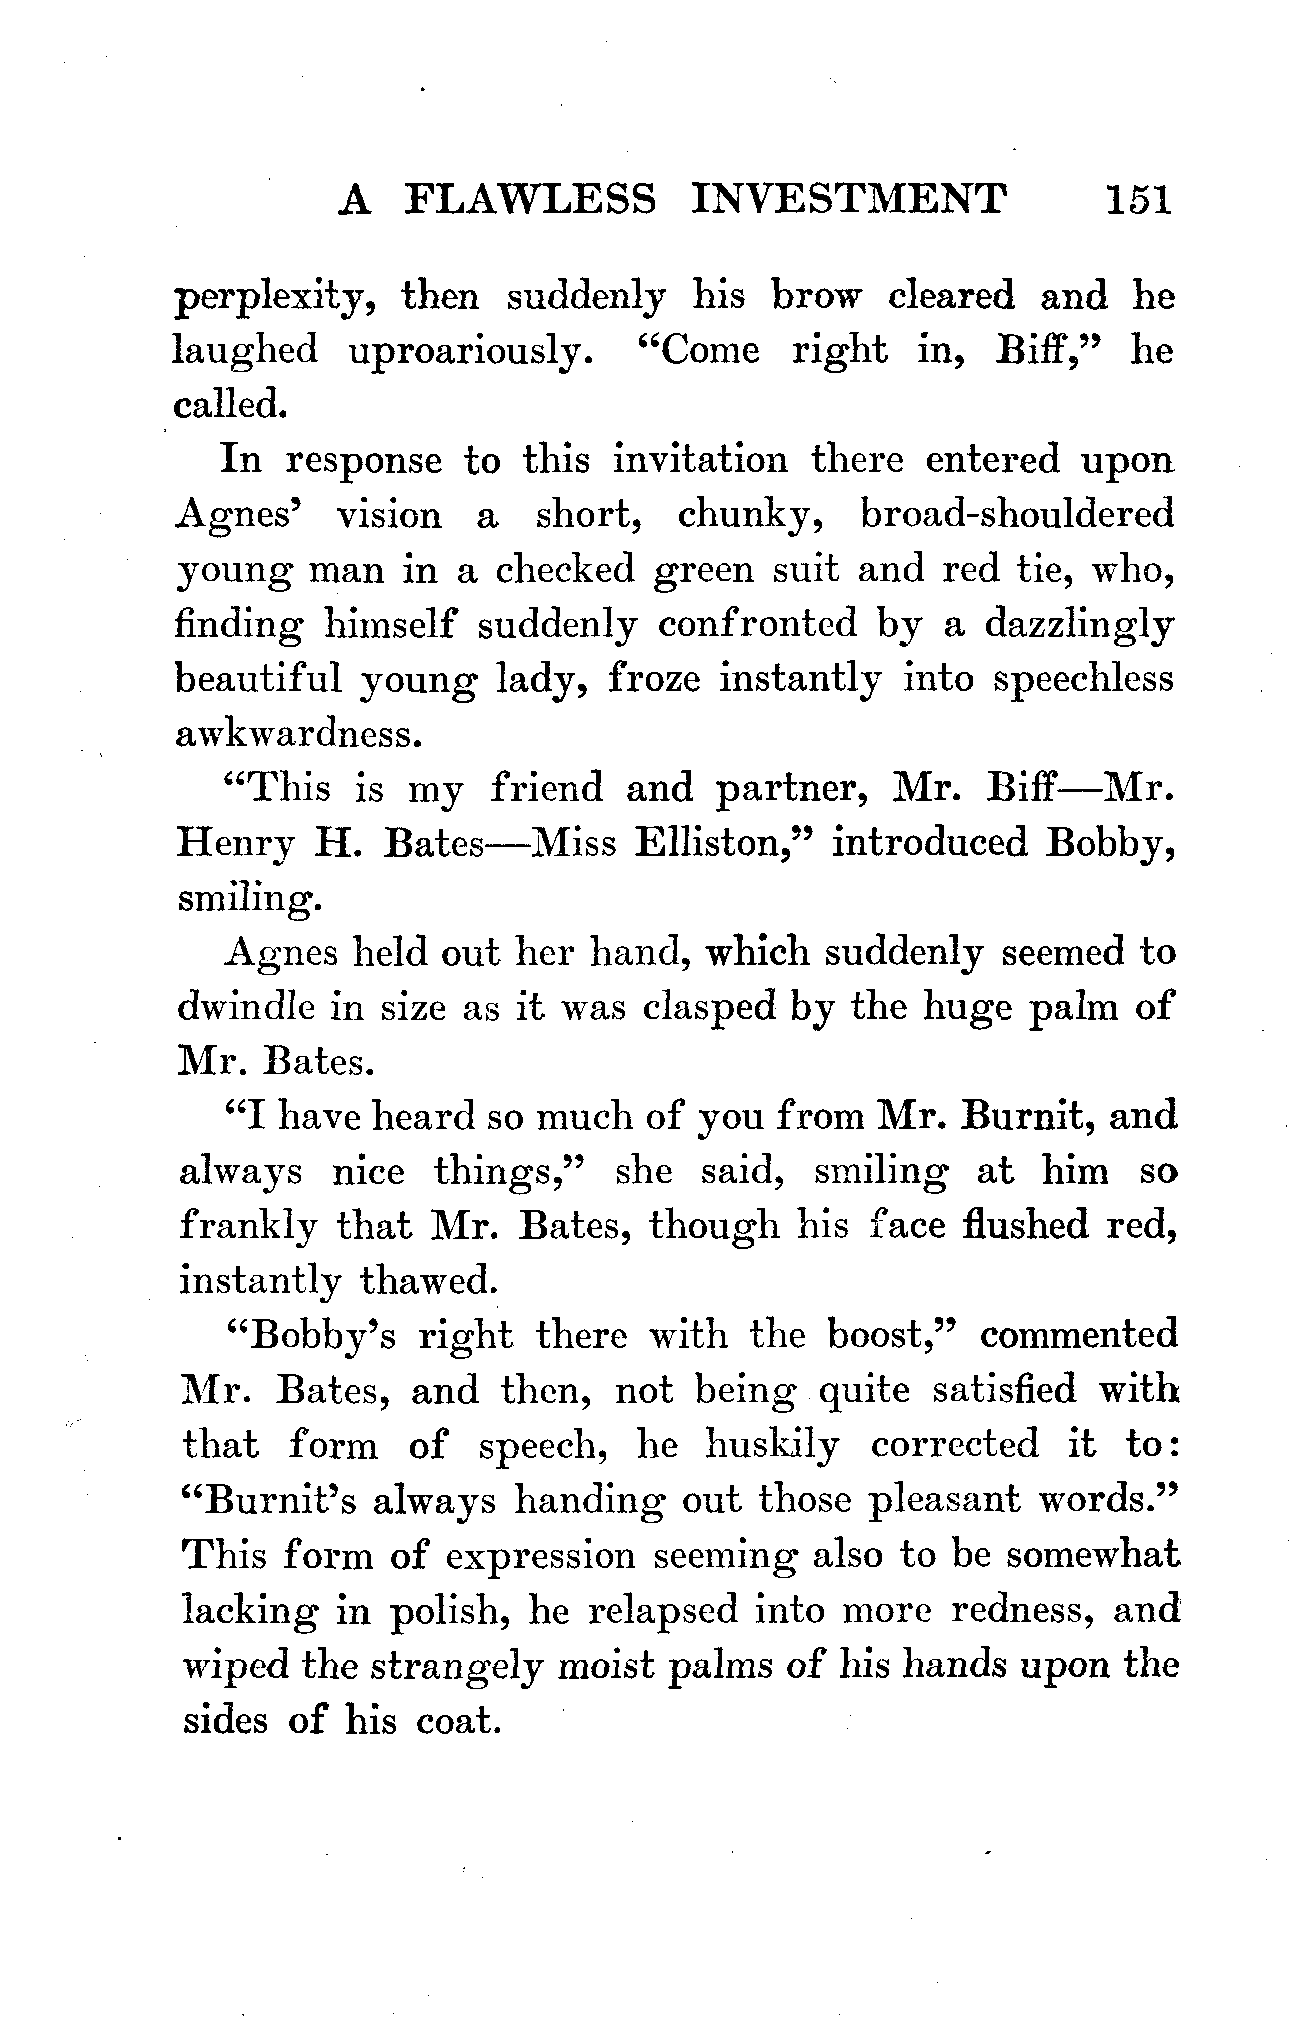 A FLAWLESS INVESTMENT 151
perplexity, then suddenly his brow cleared and he
laughed uproariously. “Come right in, Biff,” he
called.
In response to this invitation there entered upon
Agnes’ vision a short, chunky, broad-shouldered
young man in a checked green suit and red tie, who,
finding himself suddenly confronted by a dazzlingly
beautiful young lady, froze instantly into speechless
awkwardness.
“This is my friend and partner, Mr. Biff—Mr.
Henry H. Bates—Miss Elliston,” introduced Bobby,
smiling.
Agnes held out her hand, which suddenly seemed to
dwindle in size as it was clasped by the huge palm of
Mr. Bates.
“I have heard so much of you from Mr. Burnit, and
always nice things,” she said, smiling at him so
frankly that Mr. Bates, though his face flushed red,
instantly thawed.
“Bobby’s right there with the boost,” commented
Mr. Bates, and then, not being quite satisfied with
that form of speech, he huskily corrected it to:
“Burnit’s always handing out those pleasant words.”
This form of expression seeming also to be somewhat
lacking in polish, he relapsed into more redness, and
wiped the strangely moist palms of his hands upon the
sides of his coat.